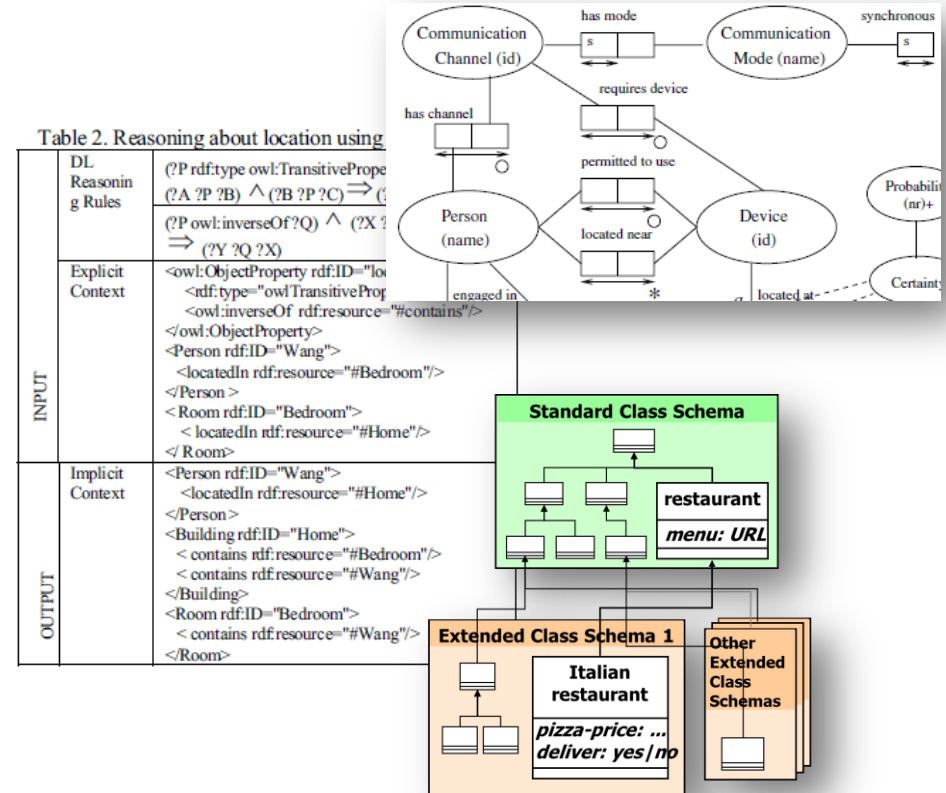 Communication
Channel (id)
has mode
s
Communication
Mode (name)
synchronous
s
requires device
has channel
permitted to use
Person
(name)
located near
Device
(id)
(nr)+
*
engaged in
located at
Table 2. Reasoning about location using
DL
Reasonin
g Rules
(?P rdf:type owl:TransitivePrope
(?A ?P ?B) ∧ (?B ?P ?C) ⇒ (?
(?P owl:inverseOf ?Q) ∧ (?X ?
⇒ (?Y ?Q ?X)
INPUT
Explicit
Context
<owl:ObjectProperty rdf:ID="loc
<rdf:type="owlTransitiveProp
<owl:inverseOf rdf:resource="#contains"/>
</owl:ObjectProperty>
<Person rdf:ID="Wang">
<locatedIn rdf:resource="#Bedroom"/>
</Person >
<Room rdf:ID="Bedroom">
< locatedIn rdf:resource="#Home"/>
</ Room>
OUTPUT
Implicit
Context
<Person rdf:ID="Wang">
<locatedIn rdf:resource="#Home"/>
</Person>
<Building rdf:ID="Home">
< contains rdf:resource="#Bedroom"/>
< contains rdf:resource="#Wang"/>
</Building>
<Room rdf:ID="Bedroom">
< contains rdf:resource="#Wang"/>
</Room>
Standard Class Schema
restaurant
menu: URL
Extended Class Schema 1
Italian
restaurant
pizza-price: ...
deliver: yes|no
Other
Extended
Class
Schemas